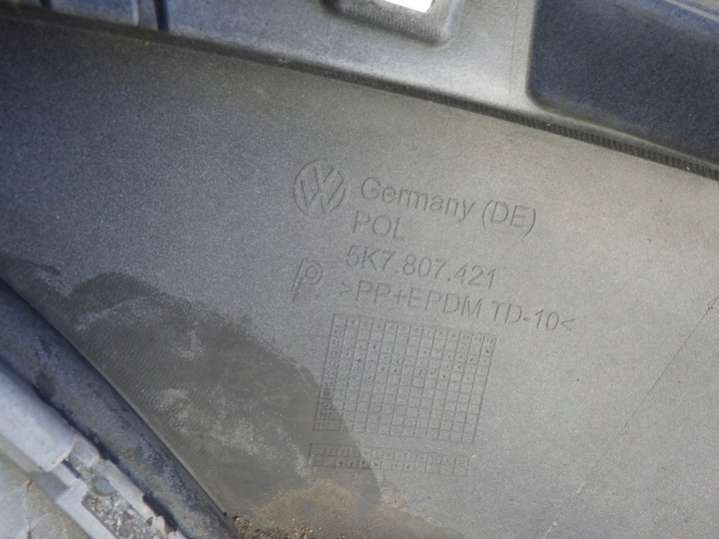 Germany (DE)
POL
5K7.807.421
>PP+EPDM TD-10<